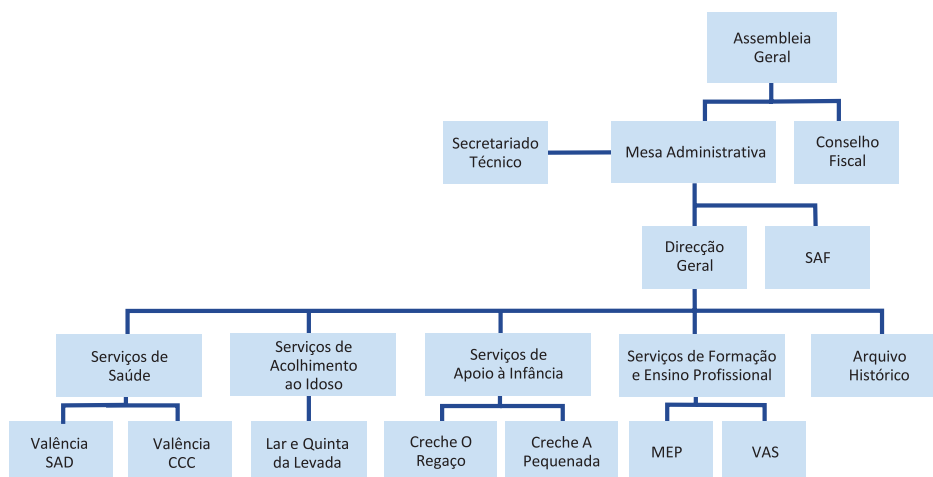 Assembleia
Geral
Secretariado
Técnico
Mesa Administrativa
Conselho
Fiscal
Direcção
Geral
SAF
Serviços de
Saúde
Serviços de
Acolhimento
ao Idoso
Serviços de
Apoio à Infância
Serviços de Formação
e Ensino Profissional
Arquivo
Histórico
Valência
SAD
Valência
CCC
Lar e Quinta
da Levada
Creche O
Regaço
Creche A
Pequenada
MEP
VAS